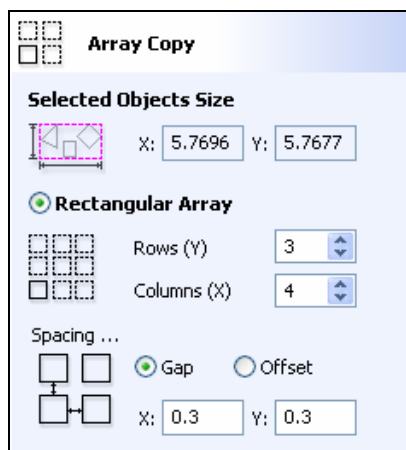 Array Copy
Selected Objects Size
X: 5.7696 Y: 5.7677
Rectangular Array
Rows (Y) 3
Columns (X) 4
Spacing ...
Gap Offset
X: 0.3 Y: 0.3